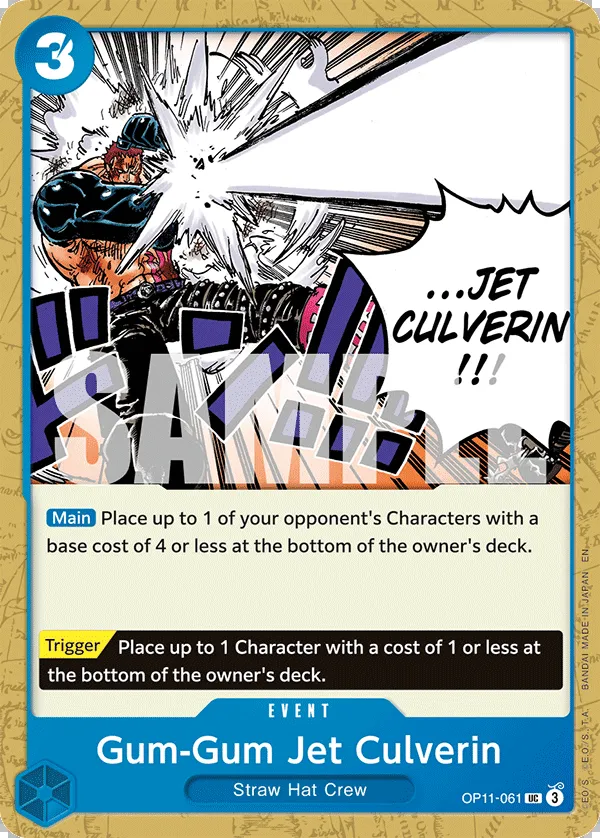 3
...JET
CULVERIN
!!!
SAMPLE
Main Place up to 1 of your opponent's Characters with a
base cost of 4 or less at the bottom of the owner's deck.
Trigger Place up to 1 Character with a cost of 1 or less at
the bottom of the owner's deck.
EVENT
Gum-Gum Jet Culverin
Straw Hat Crew
OP11-061 UC 3
BANDAI MADE IN JAPAN EN